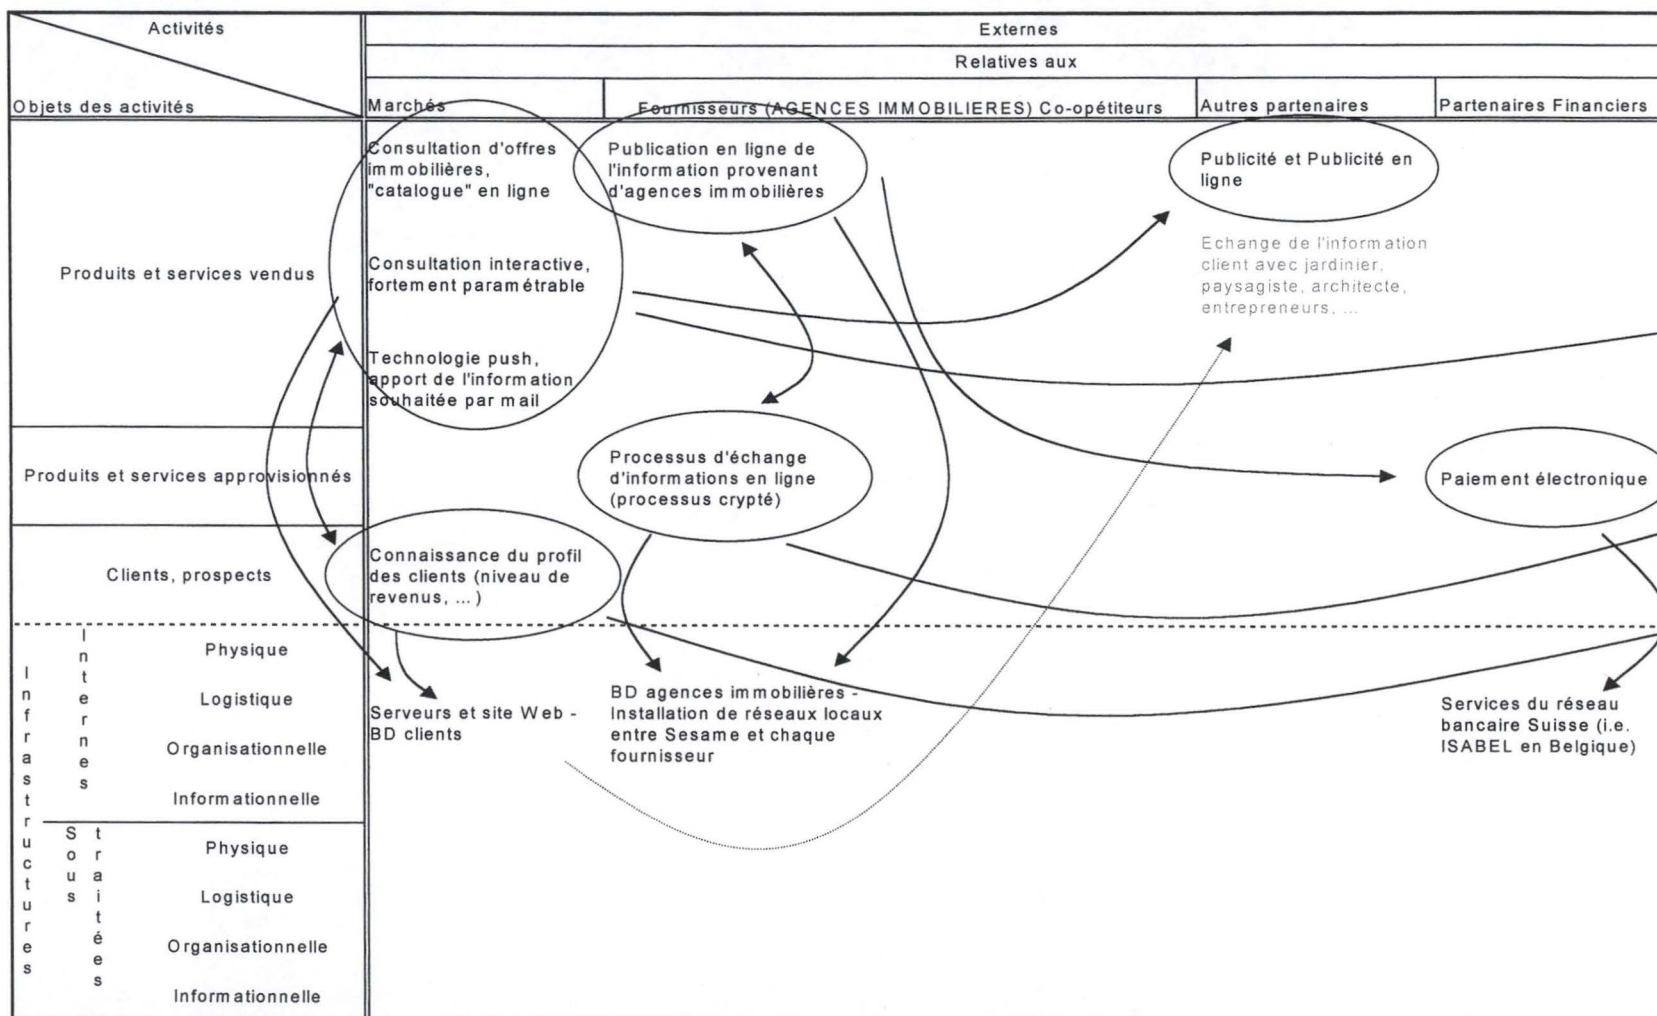 Activités
Externes
Relatives aux
Objets des activités
Marchés
Fournisseurs (AGENCES IMMOBILIERES) Co-opétiteurs
Autres partenaires
Partenaires Financiers
Produits et services vendus
Consultation d'offres
immobilières,
"catalogue" en ligne
Consultation interactive,
fortement paramétrable
Technologie push,
apport de l'information
souhaitée par mail
Publication en ligne de
l'information provenant
d'agences immobilières
Publicité et Publicité en
ligne
Echange de l'information
client avec jardinier,
paysagiste, architecte,
entrepreneurs, ...
Produits et services approvisionnés
Processus d'échange
d'informations en ligne
(processus crypté)
Paiement électronique
Clients, prospects
Connaissance du profil
des clients (niveau de
revenus, ...)
Infrastructures
Internes
Physique
Logistique
Organisationnelle
Informationnelle
Serveurs et site Web -
BD clients
BD agences immobilières -
Installation de réseaux locaux
entre Sesame et chaque
fournisseur
Services du réseau
bancaire Suisse (i.e.
ISABEL en Belgique)
Sous
traitées
Physique
Logistique
Organisationnelle
Informationnelle